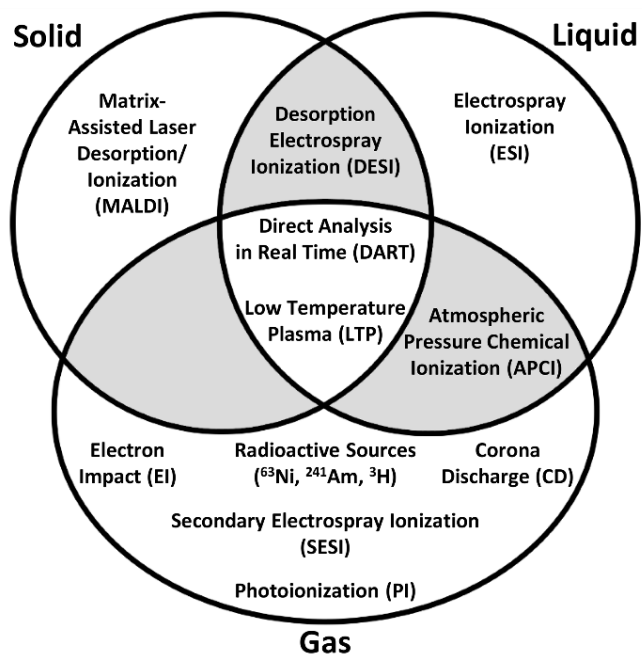 Solid
Liquid
Matrix-
Assisted Laser
Desorption/
Ionization
(MALDI)
Desorption
Electrospray
Ionization (DESI)
Electrospray
Ionization
(ESI)
Direct Analysis
in Real Time (DART)
Low Temperature
Plasma (LTP)
Atmospheric
Pressure Chemical
Ionization (APCI)
Electron
Impact (EI)
Radioactive Sources
(⁶³Ni, ²⁴¹Am, ³H)
Corona
Discharge (CD)
Secondary Electrospray Ionization
(SESI)
Photoionization (PI)
Gas